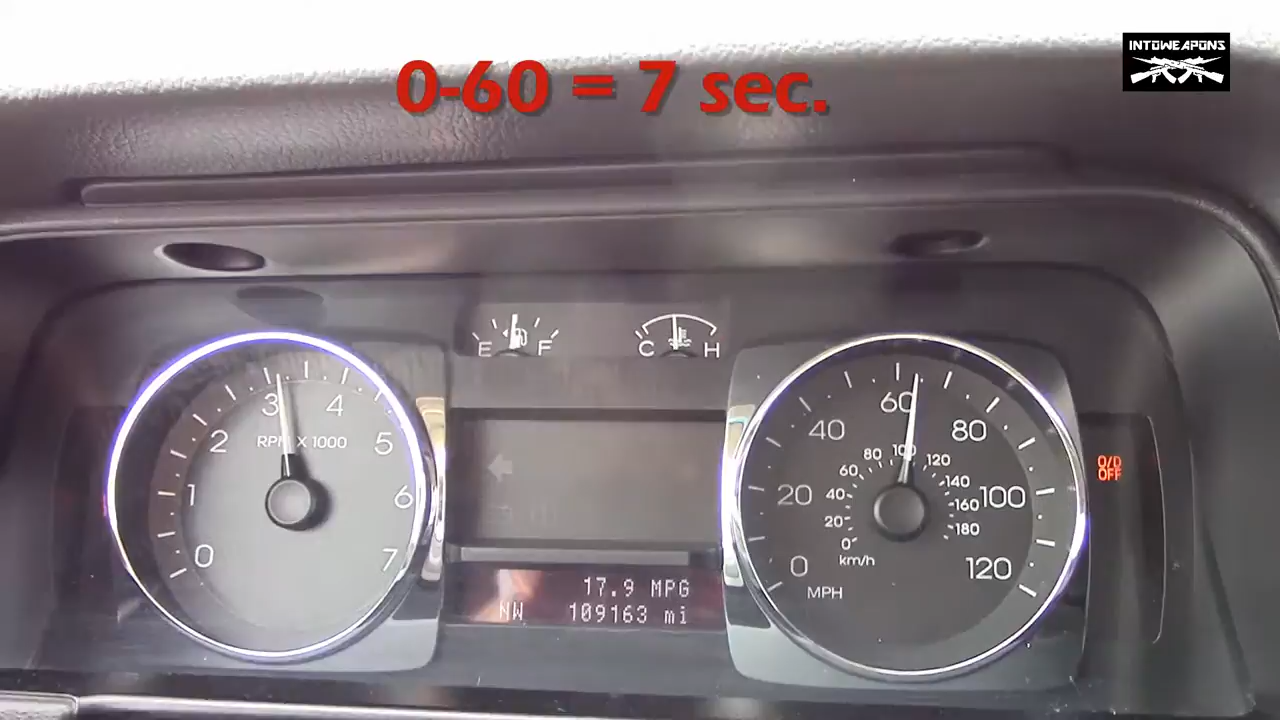 INTOWEAPONS
0-60 = 7 sec.
E F
C H
0 1 2 3 4 5 6 7
RPM X 1000
0 20 40 60 80 100 120
MPH
0 20 40 60 80 100 120 140 160 180
km/h
O/D
OFF
17.9 MPG
NW 109163 mi